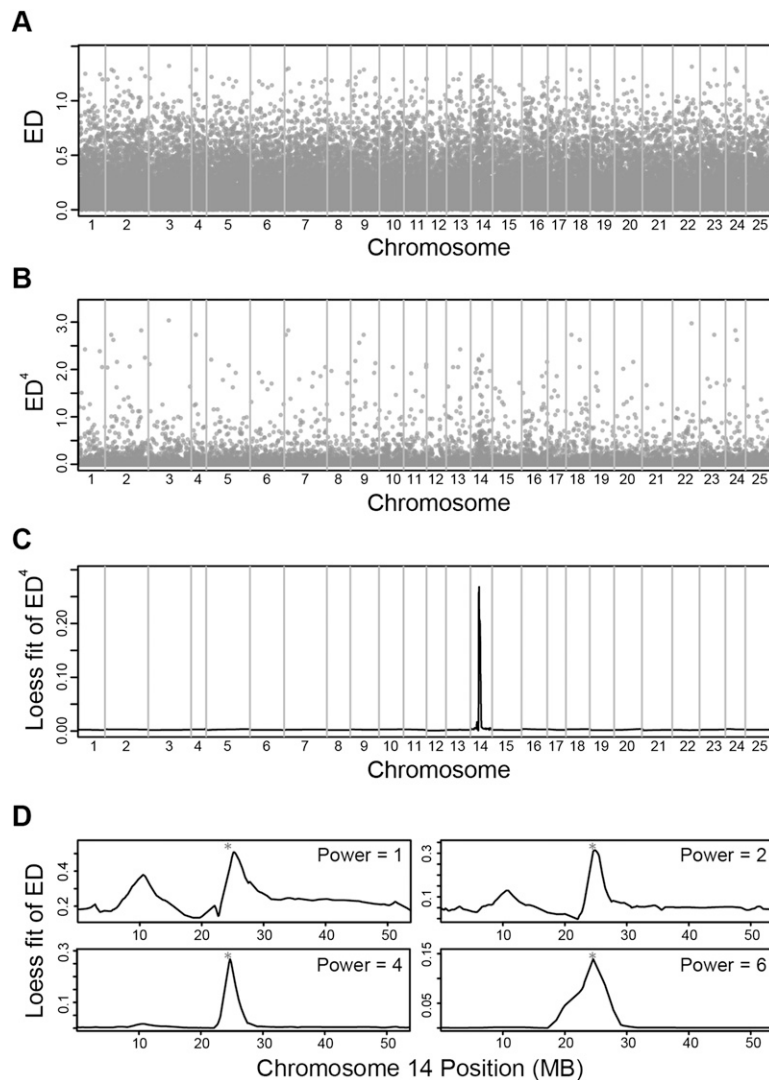 A
ED
0.0 0.5 1.0
1 2 3 4 5 6 7 8 9 10 11 12 13 14 15 16 17 18 19 20 21 22 23 24 25
Chromosome
B
ED⁴
0.0 1.0 2.0 3.0
1 2 3 4 5 6 7 8 9 10 11 12 13 14 15 16 17 18 19 20 21 22 23 24 25
Chromosome
C
Loess fit of ED⁴
0.00 0.10 0.20
1 2 3 4 5 6 7 8 9 10 11 12 13 14 15 16 17 18 19 20 21 22 23 24 25
Chromosome
D
Loess fit of ED
* Power = 1
0.2 0.4
10 20 30 40 50
* Power = 2
0.1 0.3
10 20 30 40 50
* Power = 4
0.1 0.3
10 20 30 40 50
* Power = 6
0.05 0.15
10 20 30 40 50
Chromosome 14 Position (MB)